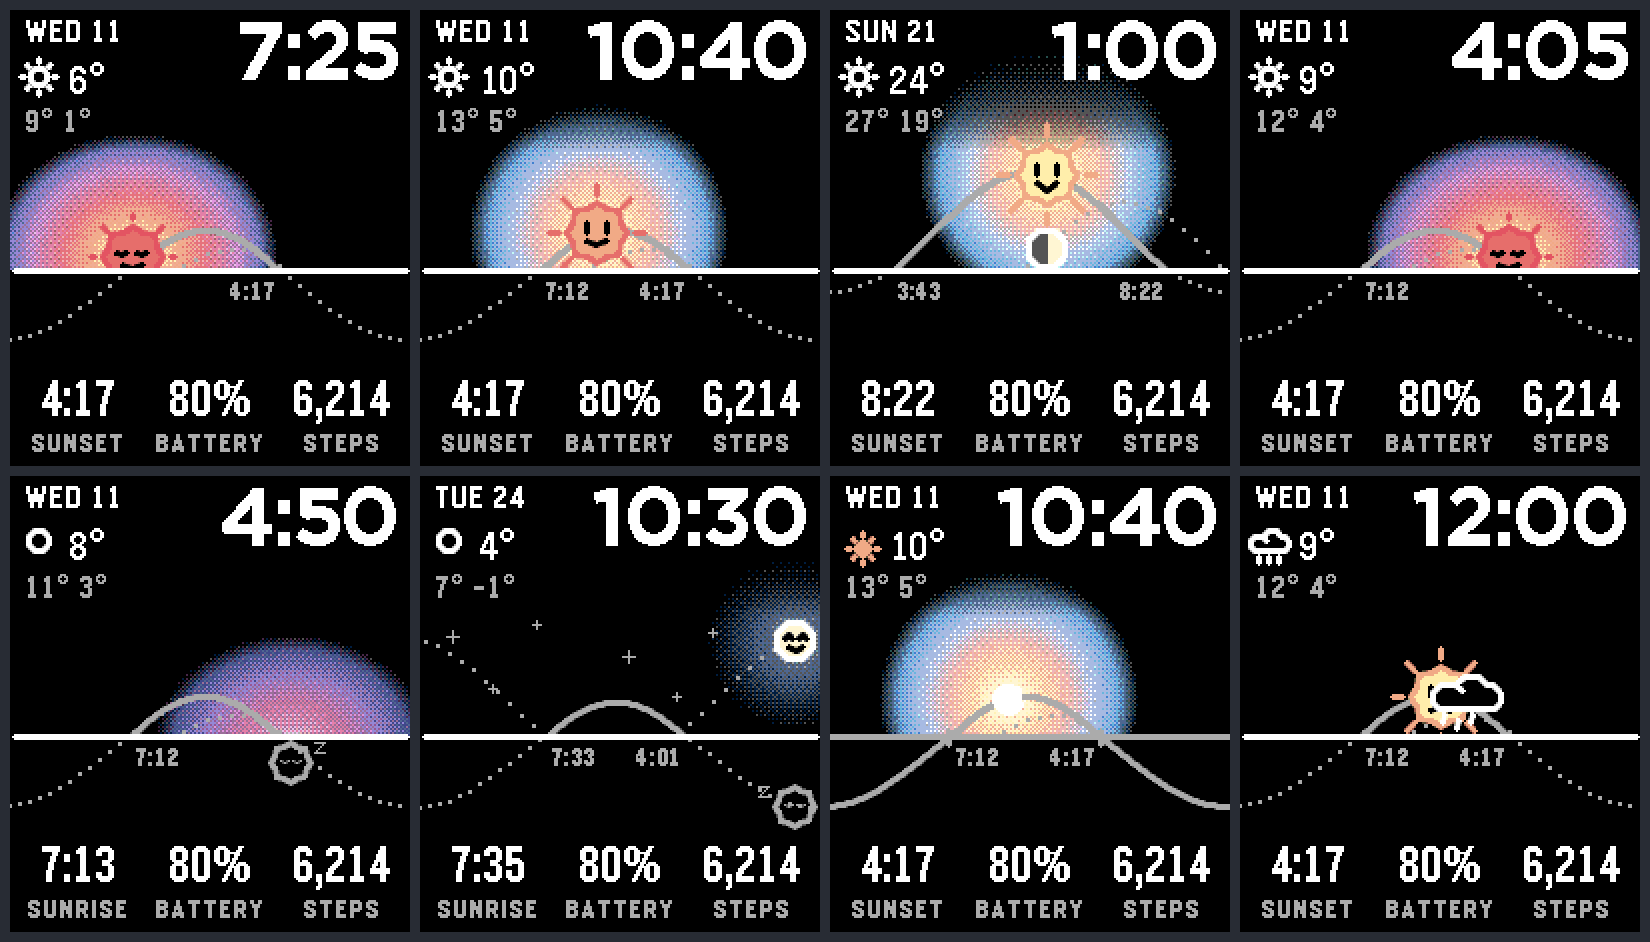 WED 11 7:25
6°
9° 1°
4:17
4:17 80% 6,214
SUNSET BATTERY STEPS
WED 11 10:40
10°
13° 5°
7:12 4:17
4:17 80% 6,214
SUNSET BATTERY STEPS
SUN 21 1:00
24°
27° 19°
3:43 8:22
8:22 80% 6,214
SUNSET BATTERY STEPS
WED 11 4:05
9°
12° 4°
7:12
4:17 80% 6,214
SUNSET BATTERY STEPS
WED 11 4:50
8°
11° 3°
7:12
z
7:13 80% 6,214
SUNRISE BATTERY STEPS
TUE 24 10:30
4°
7° -1°
7:33 4:01
z
7:35 80% 6,214
SUNRISE BATTERY STEPS
WED 11 10:40
10°
13° 5°
7:12 4:17
4:17 80% 6,214
SUNSET BATTERY STEPS
WED 11 12:00
9°
12° 4°
7:12 4:17
4:17 80% 6,214
SUNSET BATTERY STEPS